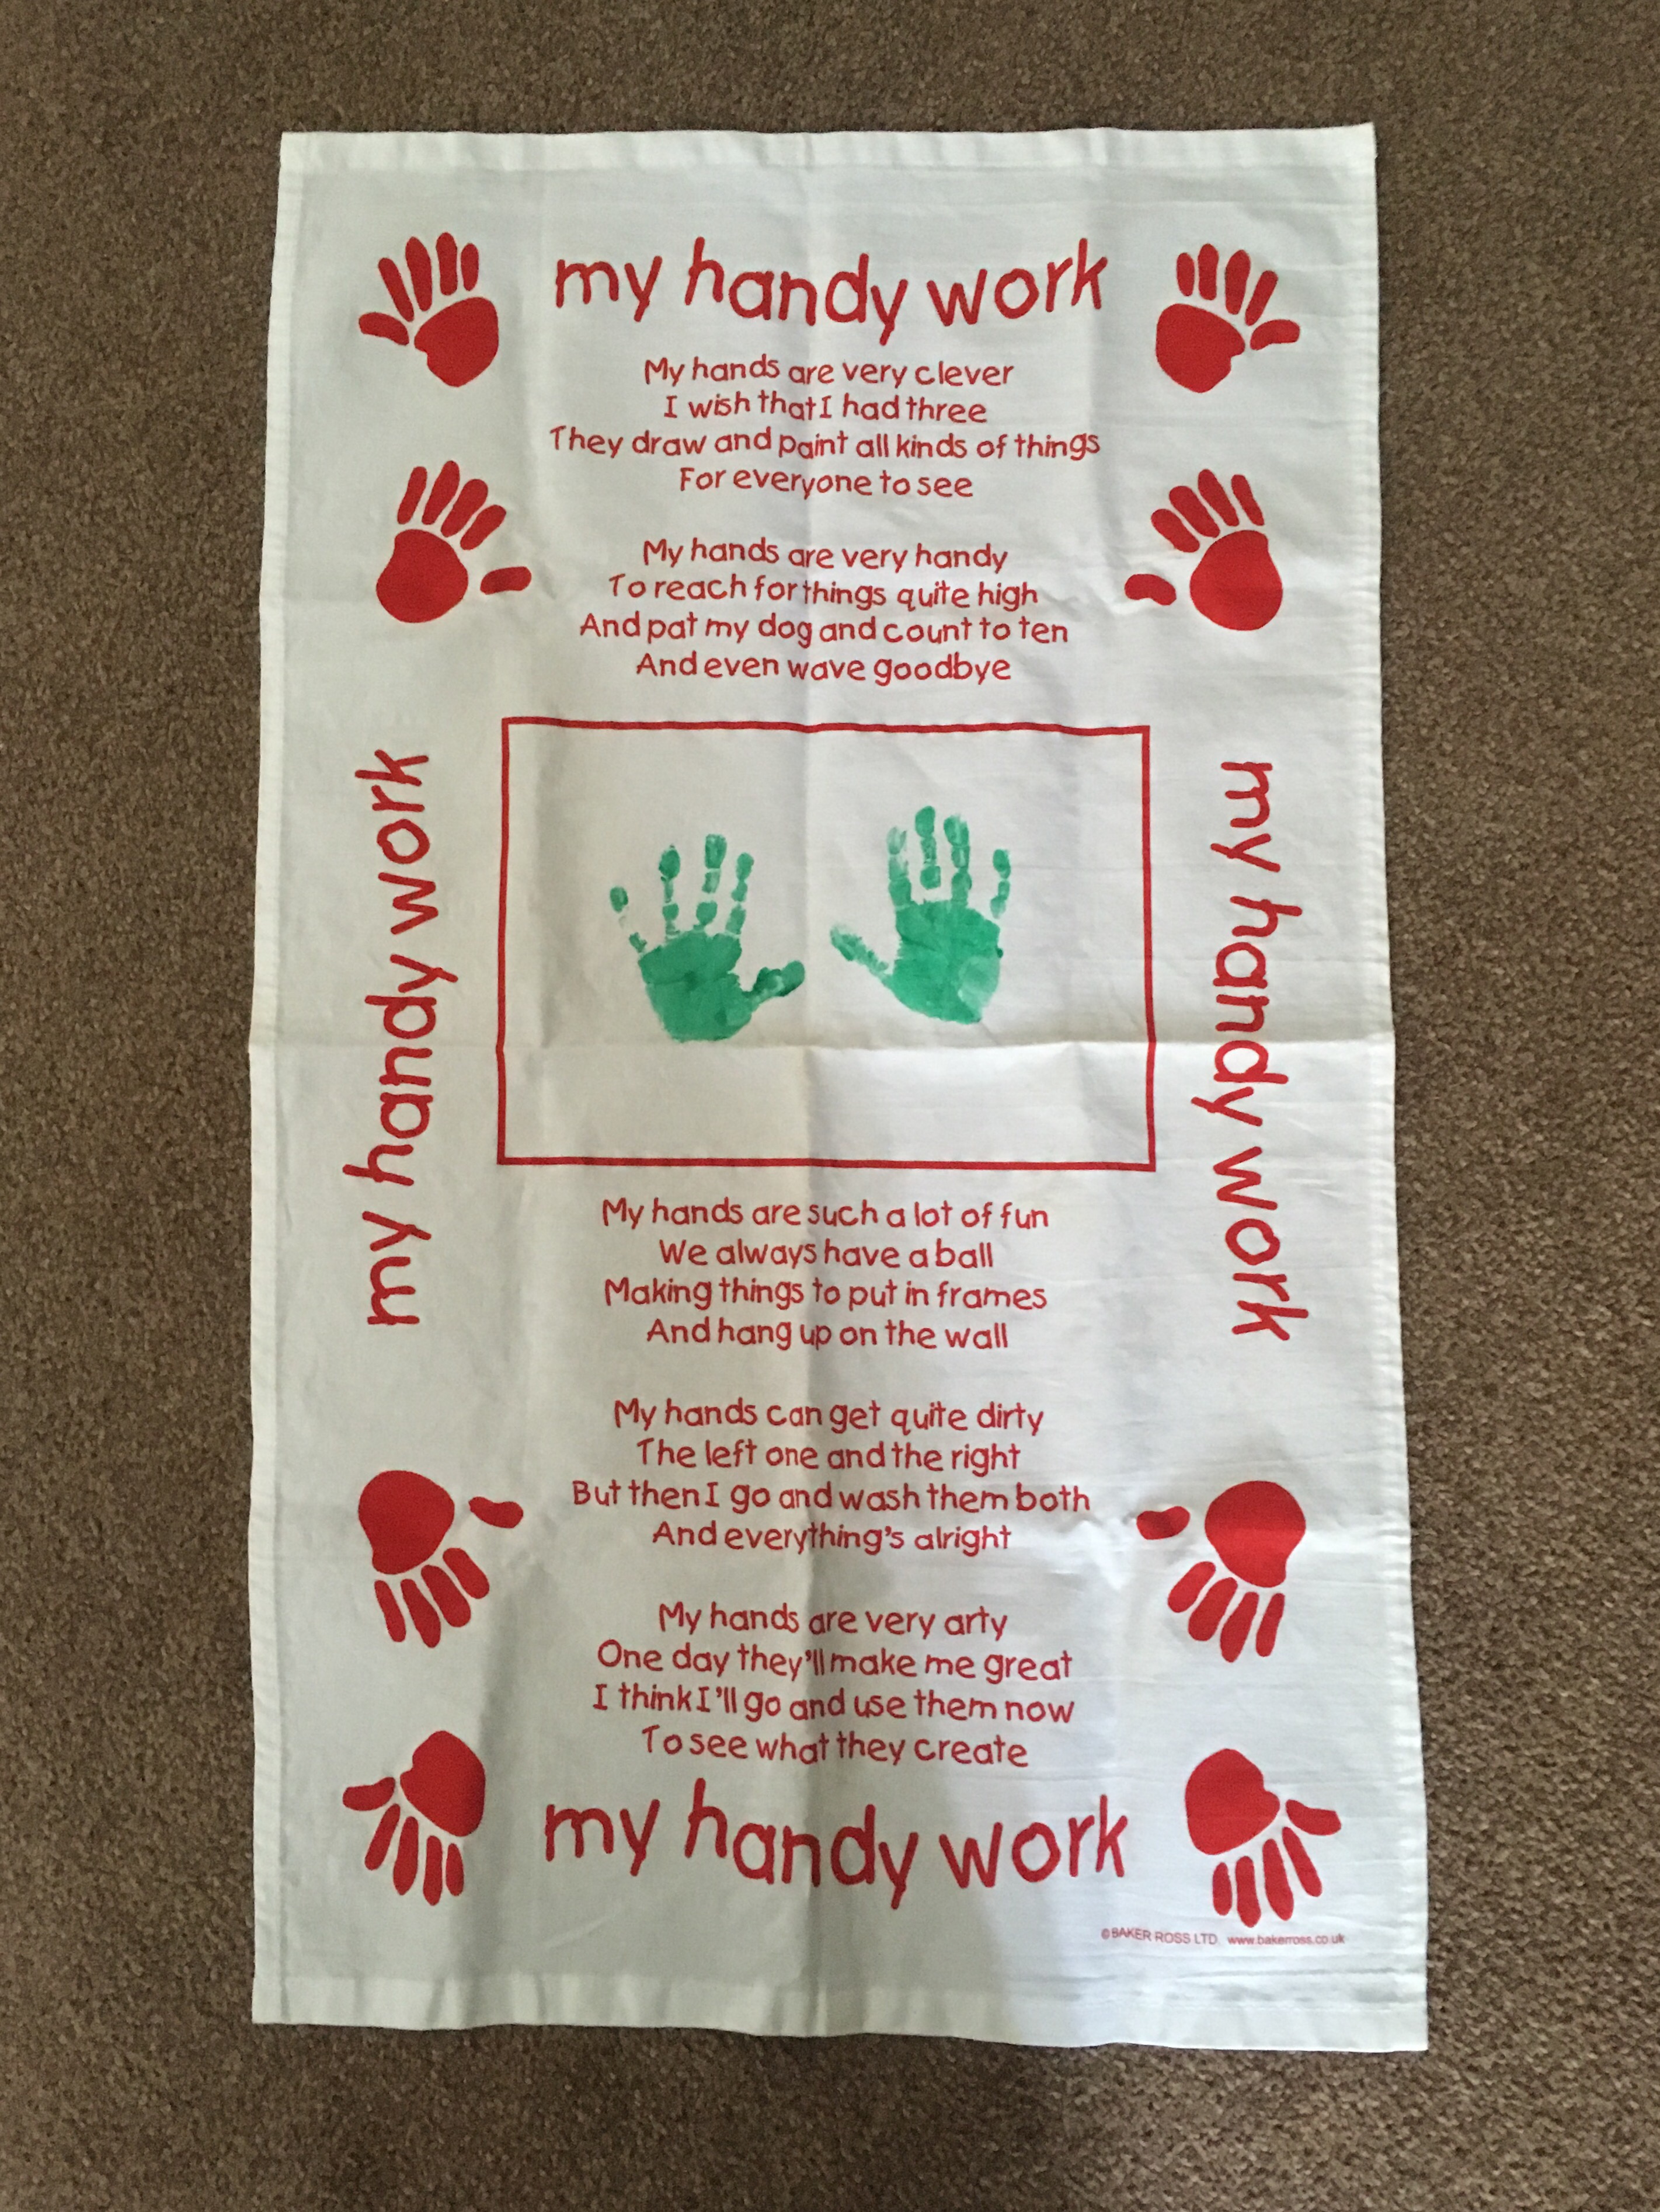 my handy work
My hands are very clever
I wish that I had three
They draw and paint all kinds of things
For everyone to see
My hands are very handy
To reach for things quite high
And pat my dog and count to ten
And even wave goodbye
my handy work
my handy work
My hands are such a lot of fun
We always have a ball
Making things to put in frames
And hang up on the wall
My hands can get quite dirty
The left one and the right
But then I go and wash them both
And everything's alright
My hands are very arty
One day they'll make me great
I think I'll go and use them now
To see what they create
my handy work
© BAKER ROSS LTD www.bakerross.co.uk